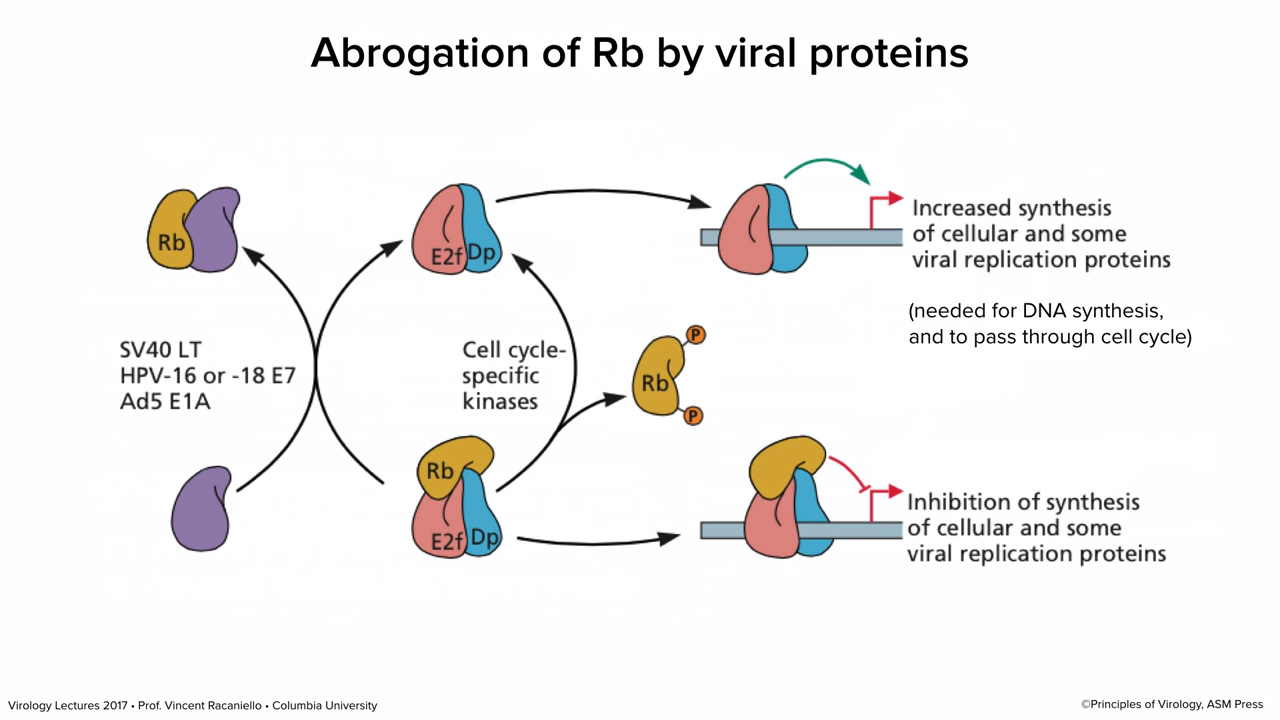 Abrogation of Rb by viral proteins
Rb
E2f Dp
Increased synthesis
of cellular and some
viral replication proteins
(needed for DNA synthesis,
and to pass through cell cycle)
SV40 LT
HPV-16 or -18 E7
Ad5 E1A
Cell cycle-
specific
kinases
P
Rb
P
Rb
E2f Dp
Inhibition of synthesis
of cellular and some
viral replication proteins
Virology Lectures 2017 • Prof. Vincent Racaniello • Columbia University
©Principles of Virology, ASM Press